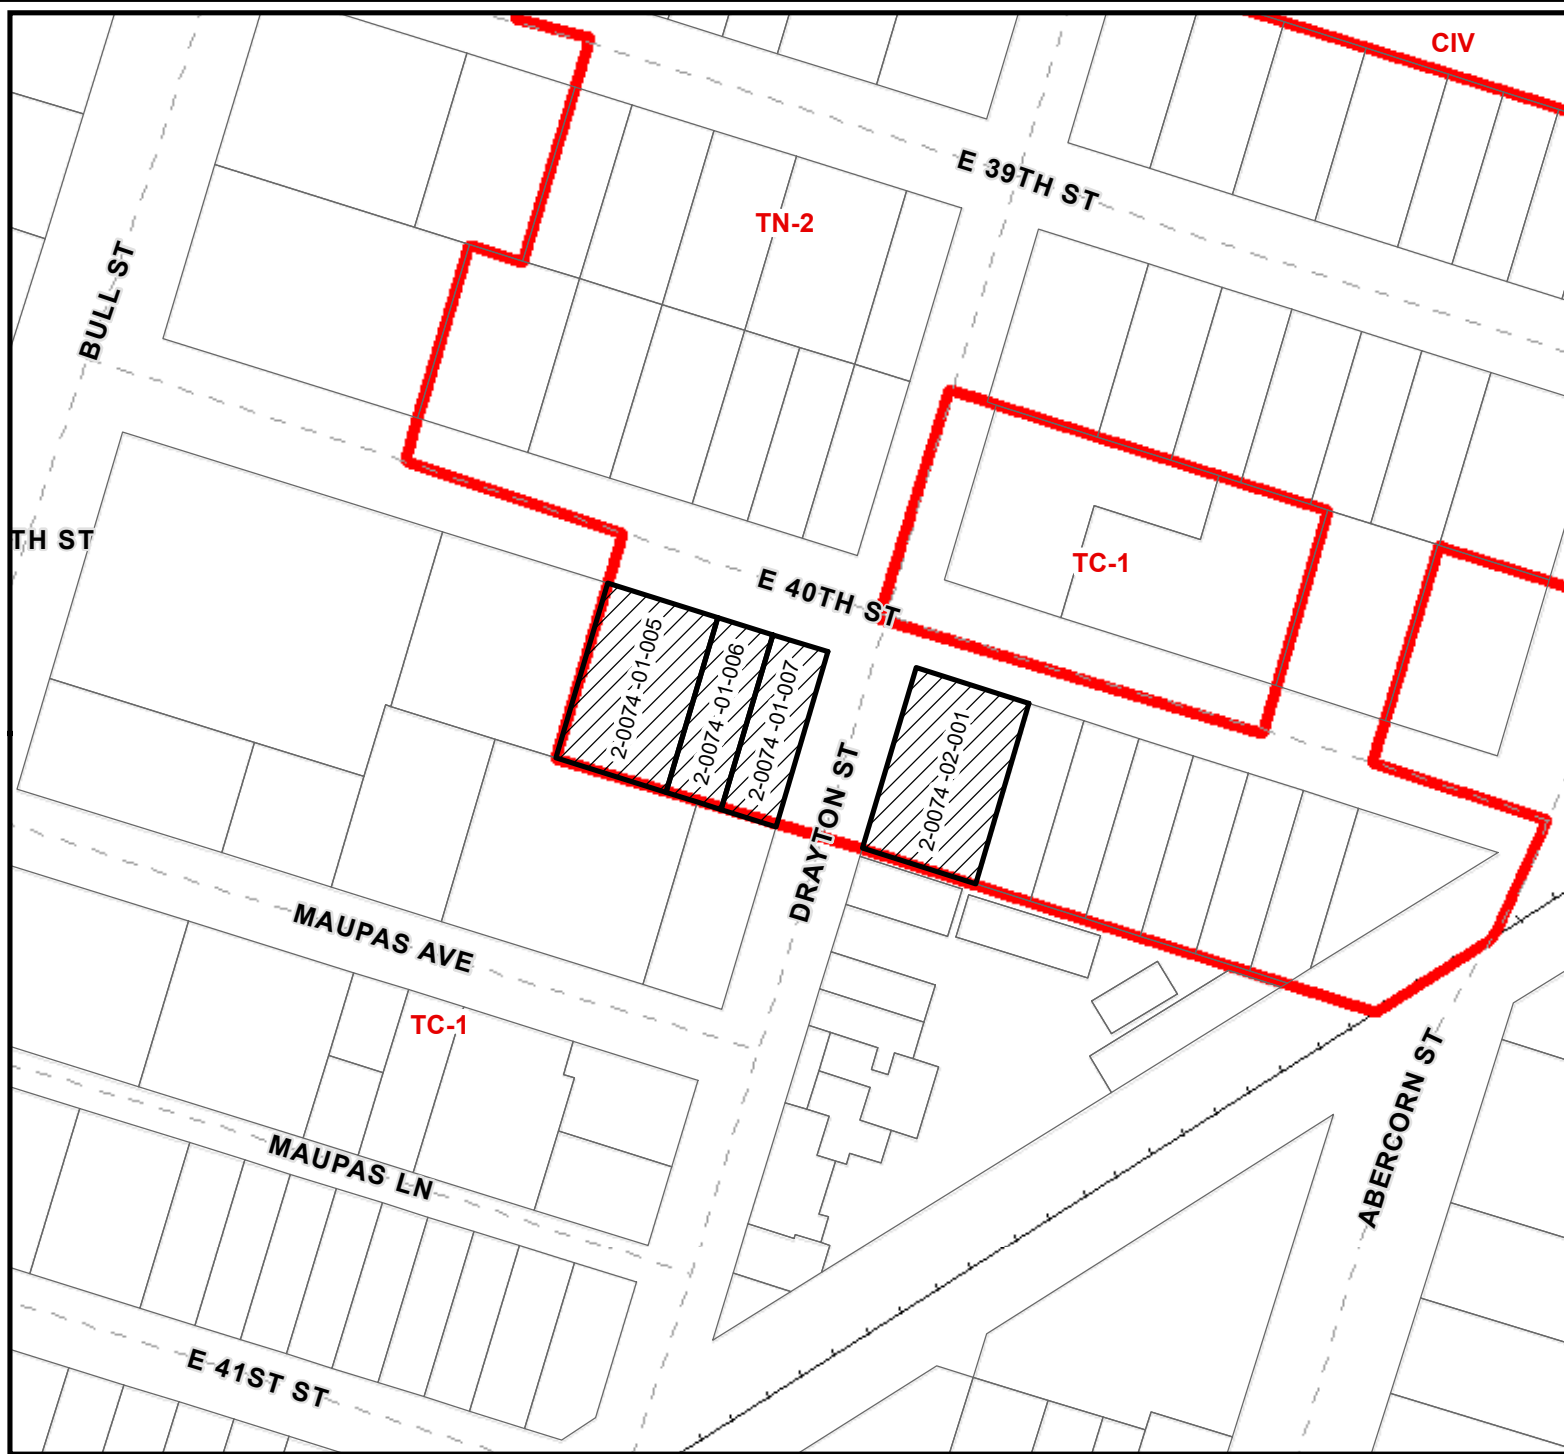 CIV
E 39TH ST
TN-2
BULL ST
TH ST
TC-1
E 40TH ST
2-0074 -01-005
2-0074 -01-006
2-0074 -01-007
2-0074 -02-001
DRAYTON ST
MAUPAS AVE
TC-1
ABERCORN ST
MAUPAS LN
E 41ST ST